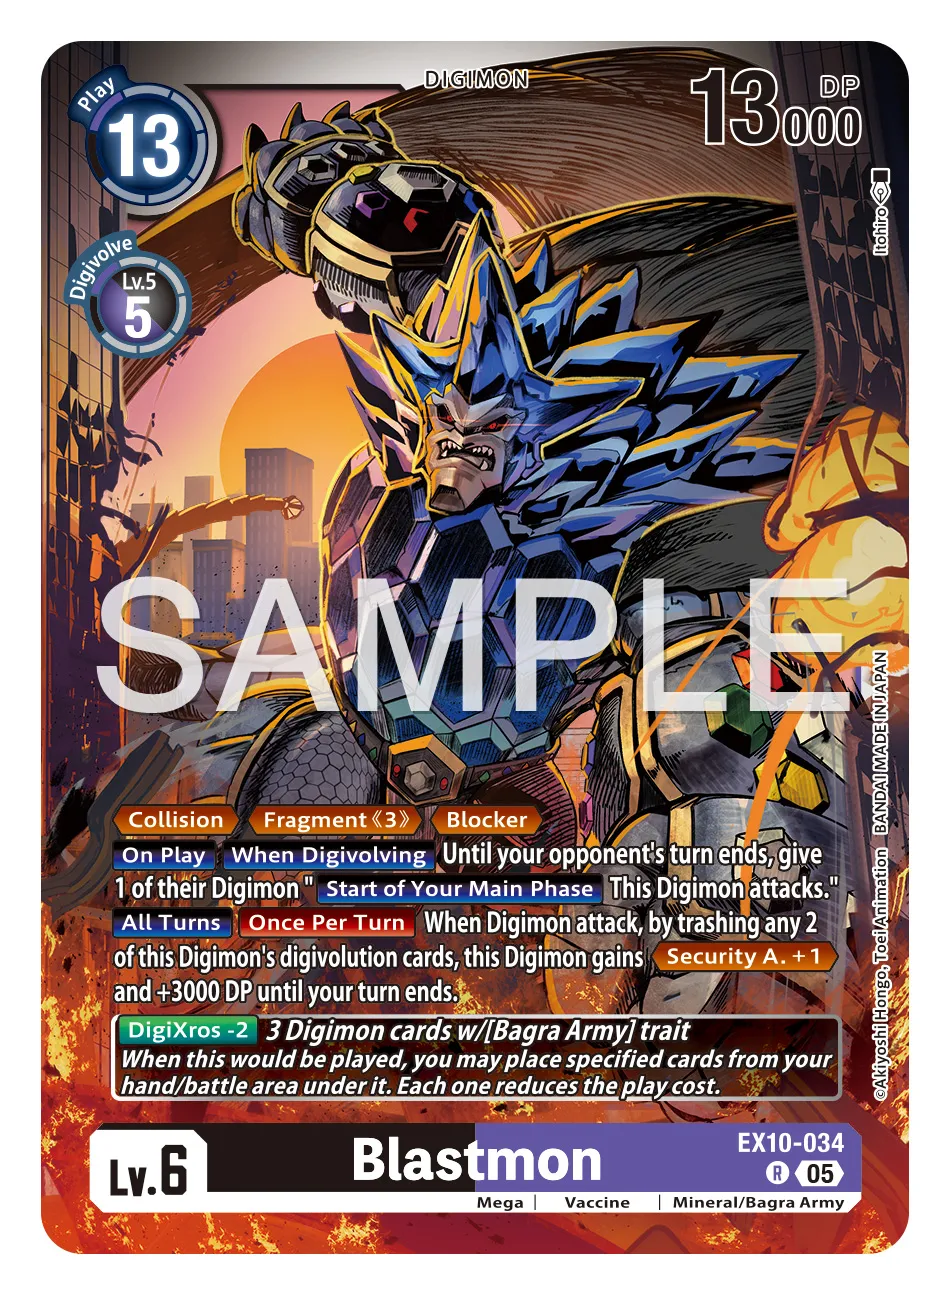 DIGIMON
Play
13
13000
DP
Digivolve
Lv.5
5
Itohiro
SAMPLE
Collision Fragment《3》 Blocker
On Play When Digivolving Until your opponent's turn ends, give
1 of their Digimon " Start of Your Main Phase This Digimon attacks."
All Turns Once Per Turn When Digimon attack, by trashing any 2
of this Digimon's digivolution cards, this Digimon gains Security A. +1
and +3000 DP until your turn ends.
DigiXros -2 3 Digimon cards w/[Bagra Army] trait
When this would be played, you may place specified cards from your
hand/battle area under it. Each one reduces the play cost.
©Akiyoshi Hongo, Toei Animation BANDAI MADE IN JAPAN
Lv.6
Blastmon
EX10-034
R 05
Mega | Vaccine | Mineral/Bagra Army